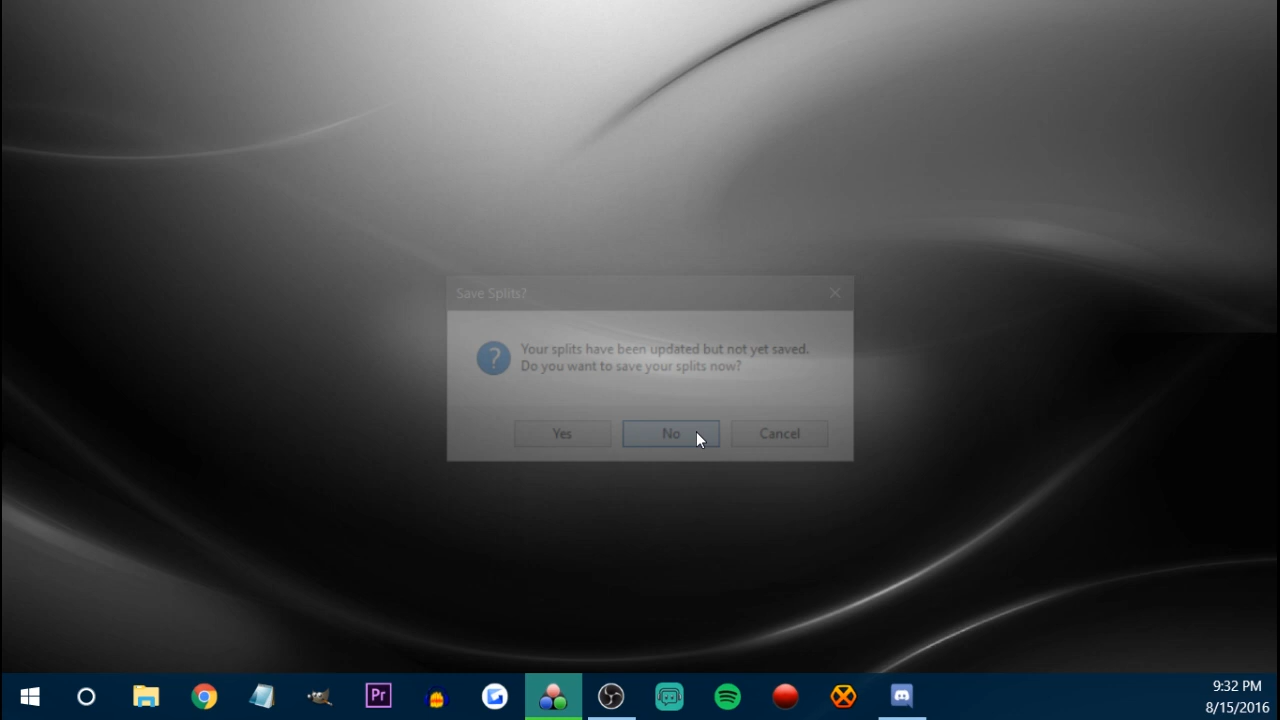 Save Splits?
Your splits have been updated but not yet saved.
Do you want to save your splits now?
Yes No Cancel
Pr
9:32 PM
8/15/2016